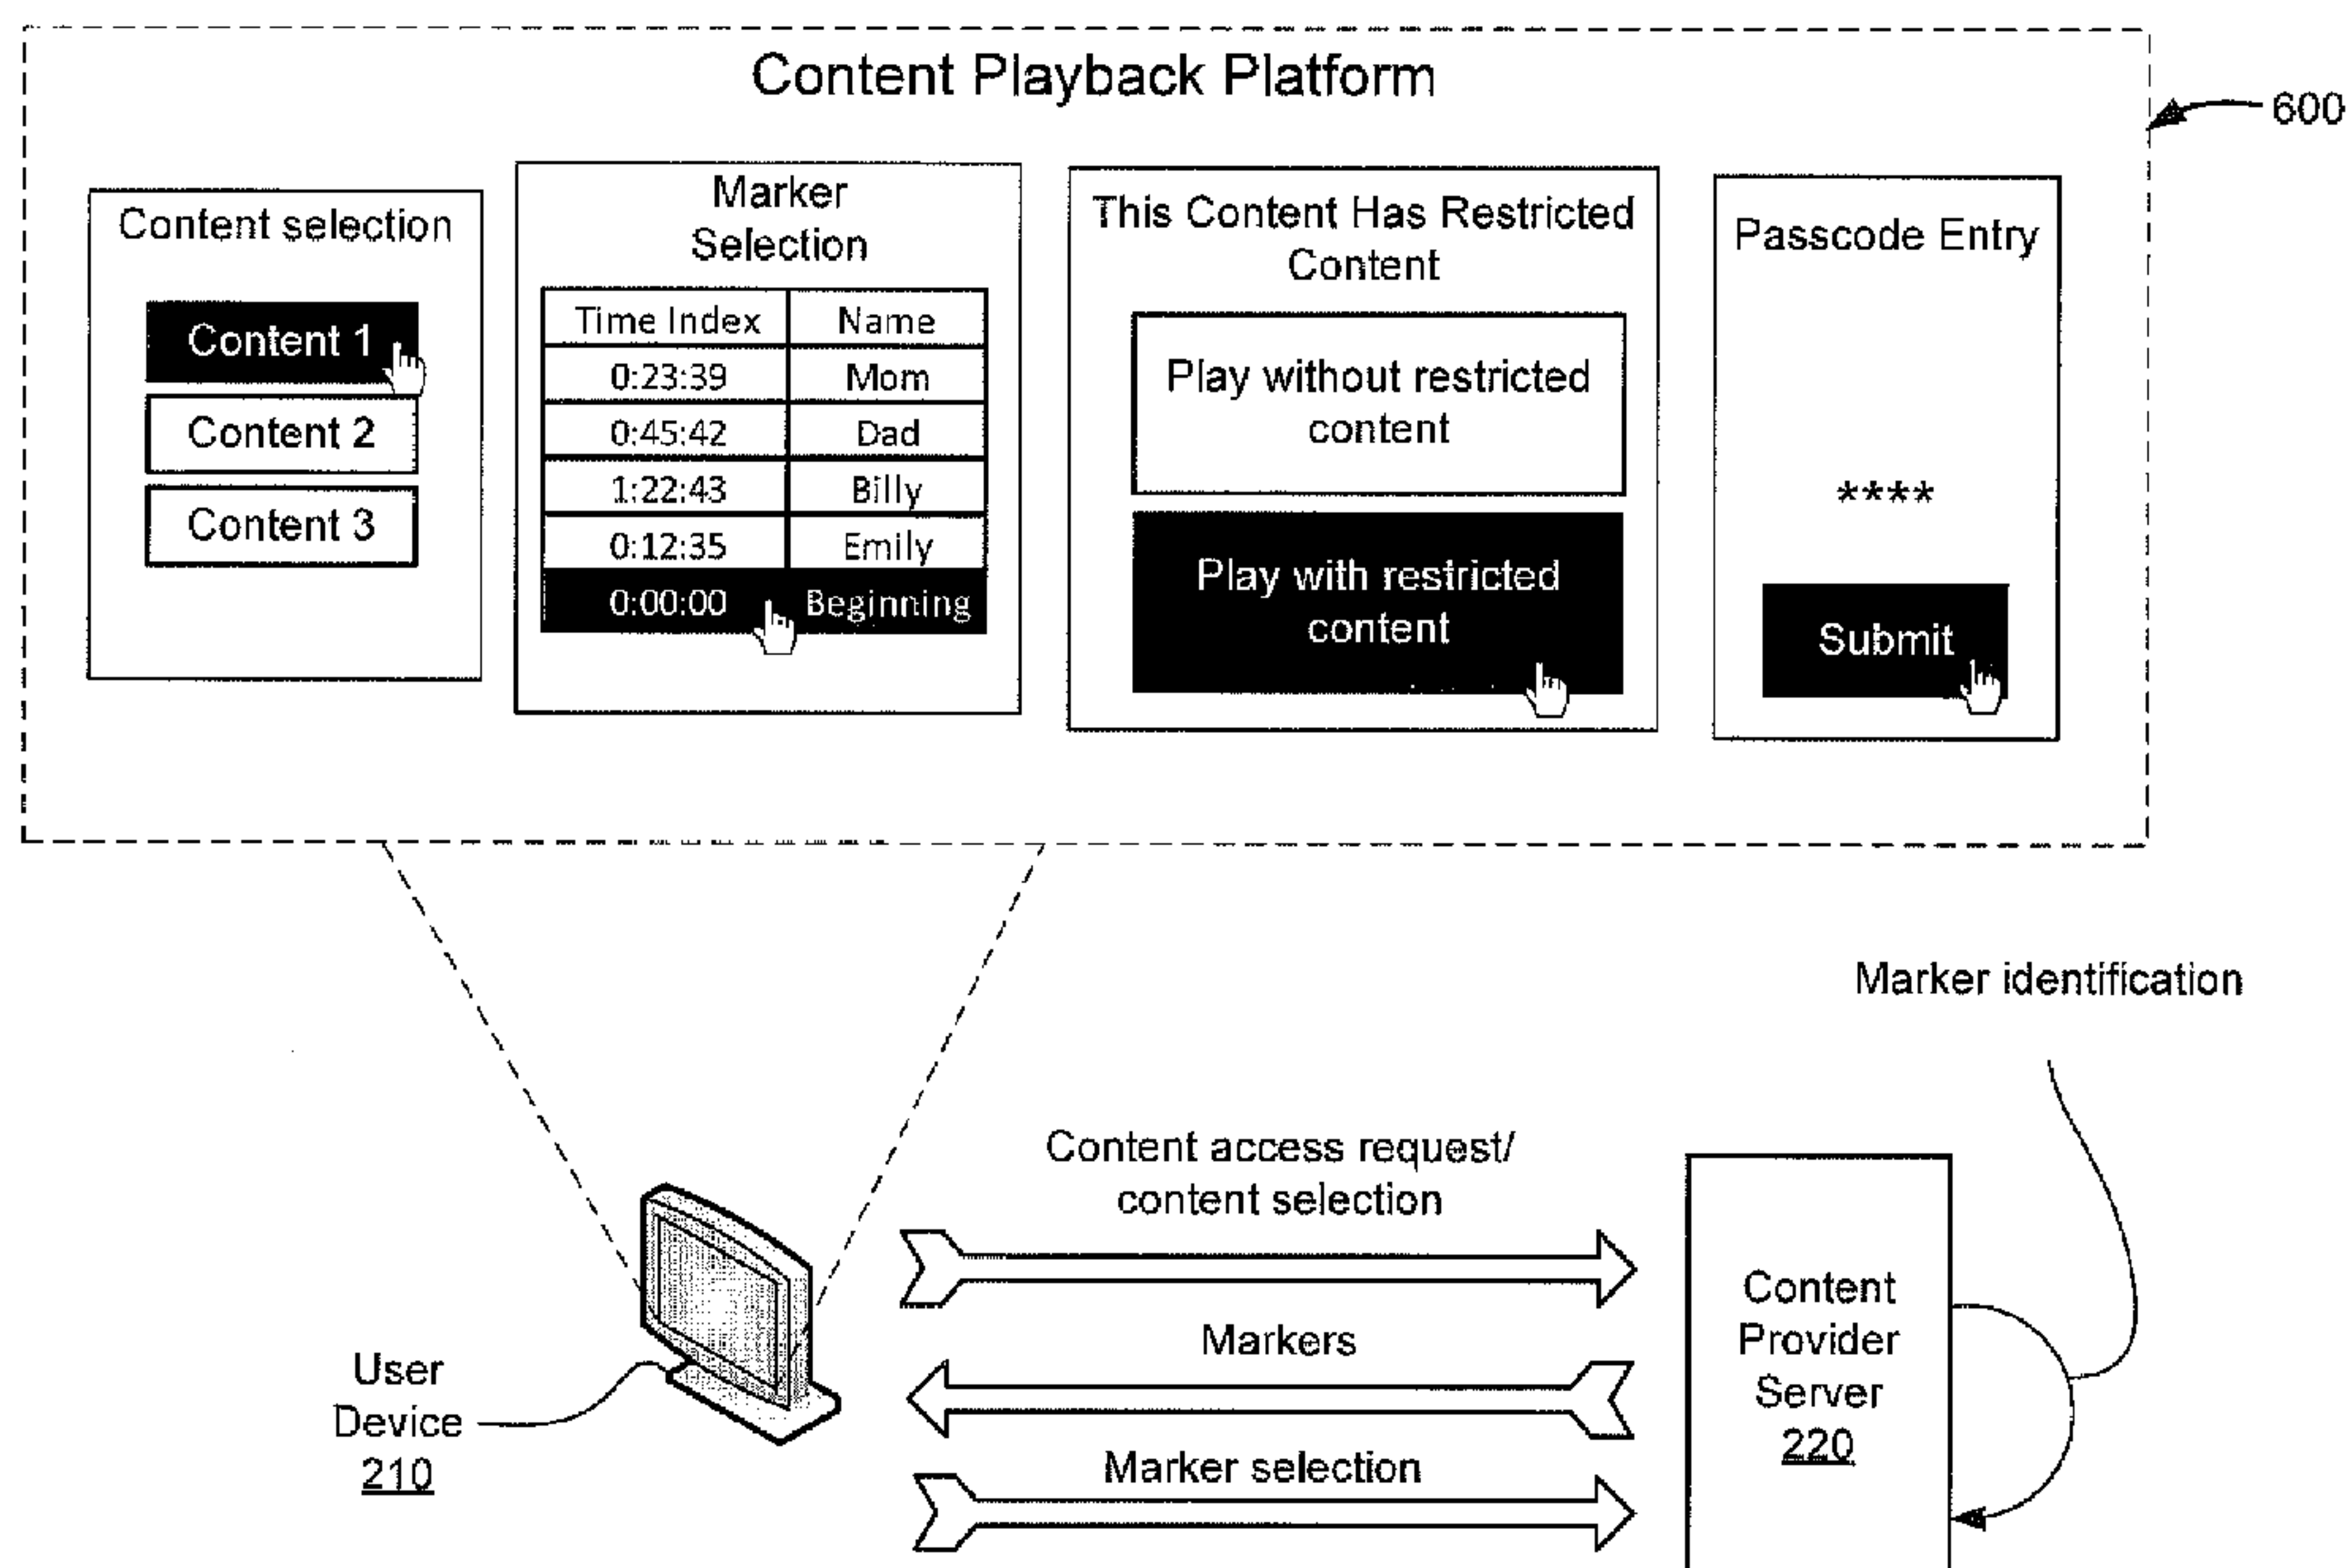 Content Playback Platform
600
Content selection
Content 1
Content 2
Content 3
Marker
Selection
Time Index Name
0:23:39 Mom
0:45:42 Dad
1:22:43 Billy
0:12:35 Emily
0:00:00 Beginning
This Content Has Restricted
Content
Play without restricted
content
Play with restricted
content
Passcode Entry
****
Submit
Marker identification
Content access request/
content selection
Markers
Marker selection
User
Device
210
Content
Provider
Server
220